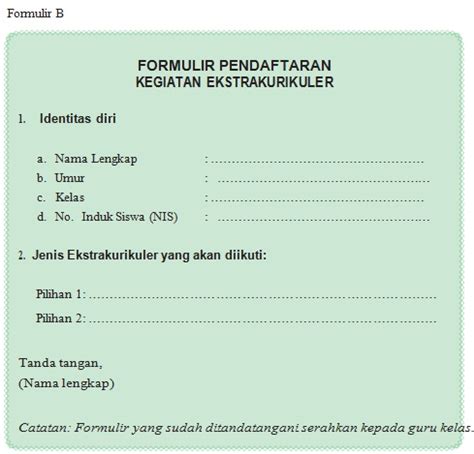 Formulir B
FORMULIR PENDAFTARAN
KEGIATAN EKSTRAKURIKULER
1. Identitas diri
a. Nama Lengkap : ......................................................
b. Umur : ......................................................
c. Kelas : ......................................................
d. No. Induk Siswa (NIS) : ......................................................
2. Jenis Ekstrakurikuler yang akan diikuti:
Pilihan 1: ..............................................................................
Pilihan 2: ..............................................................................
Tanda tangan,
(Nama lengkap)
Catatan: Formulir yang sudah ditandatangani serahkan kepada guru kelas.